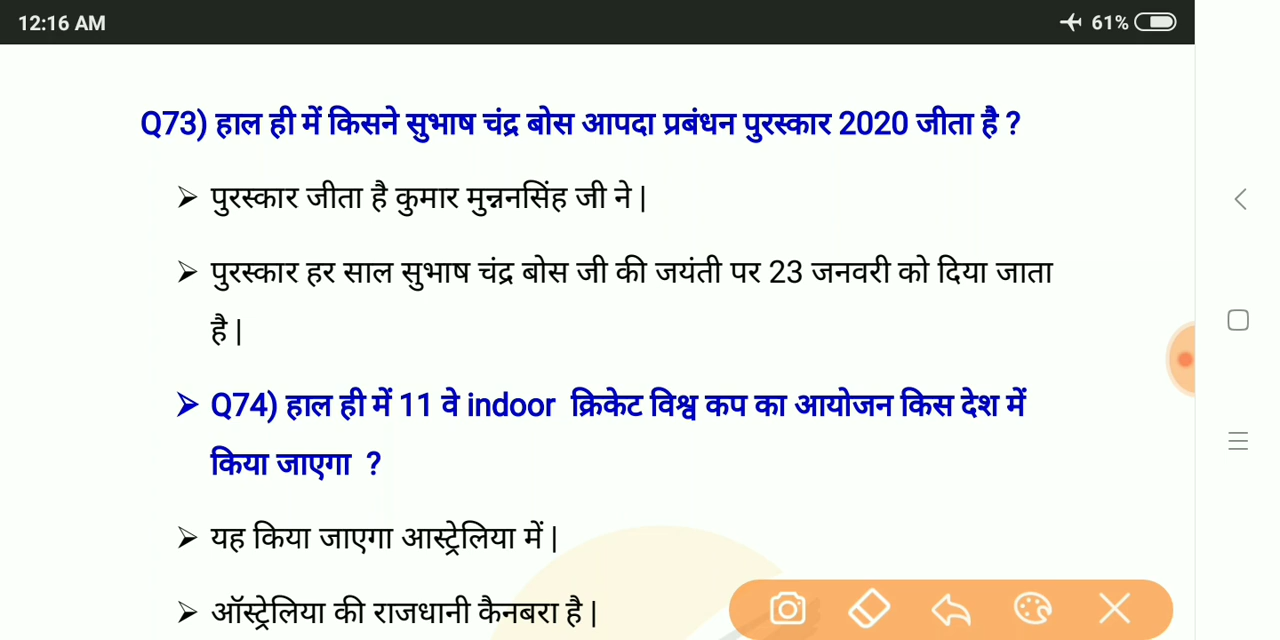 12:16 AM
61%
Q73) हाल ही में किसने सुभाष चंद्र बोस आपदा प्रबंधन पुरस्कार 2020 जीता है ?
➢ पुरस्कार जीता है कुमार मुन्ननसिंह जी ने |
➢ पुरस्कार हर साल सुभाष चंद्र बोस जी की जयंती पर 23 जनवरी को दिया जाता
है |
➢ Q74) हाल ही में 11 वे indoor क्रिकेट विश्व कप का आयोजन किस देश में
किया जाएगा ?
➢ यह किया जाएगा आस्ट्रेलिया में |
➢ ऑस्ट्रेलिया की राजधानी कैनबरा है |